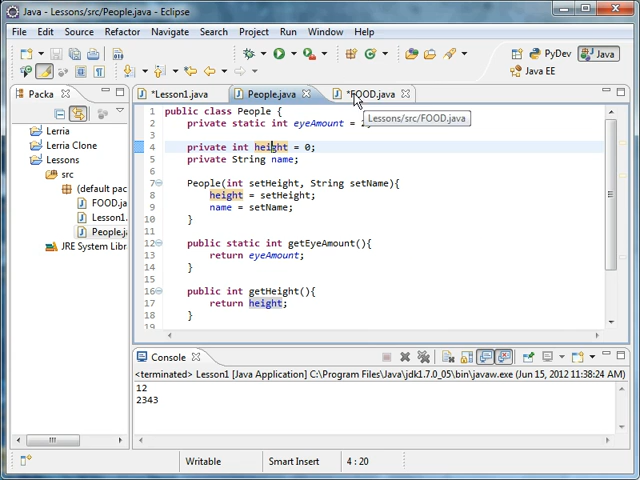 Java - Lessons/src/People.java - Eclipse
File Edit Source Refactor Navigate Search Project Run Window Help
PyDev Java
Java EE
Packa
*Lesson1.java People.java *FOOD.java
Lessons/src/FOOD.java
Lerria
Lerria Clone
Lessons
src
(default pac
FOOD.ja
Lesson1.
People.ja
JRE System Libr
1 public class People {
2 private static int eyeAmount = 2;
3
4 private int height = 0;
5 private String name;
6
7 People(int setHeight, String setName){
8 height = setHeight;
9 name = setName;
10 }
11
12 public static int getEyeAmount(){
13 return eyeAmount;
14 }
15
16 public int getHeight(){
17 return height;
18 }
19
Console
<terminated> Lesson1 [Java Application] C:\Program Files\Java\jdk1.7.0_05\bin\javaw.exe (Jun 15, 2012 11:38:24 AM)
12
2343
Writable Smart Insert 4 : 20